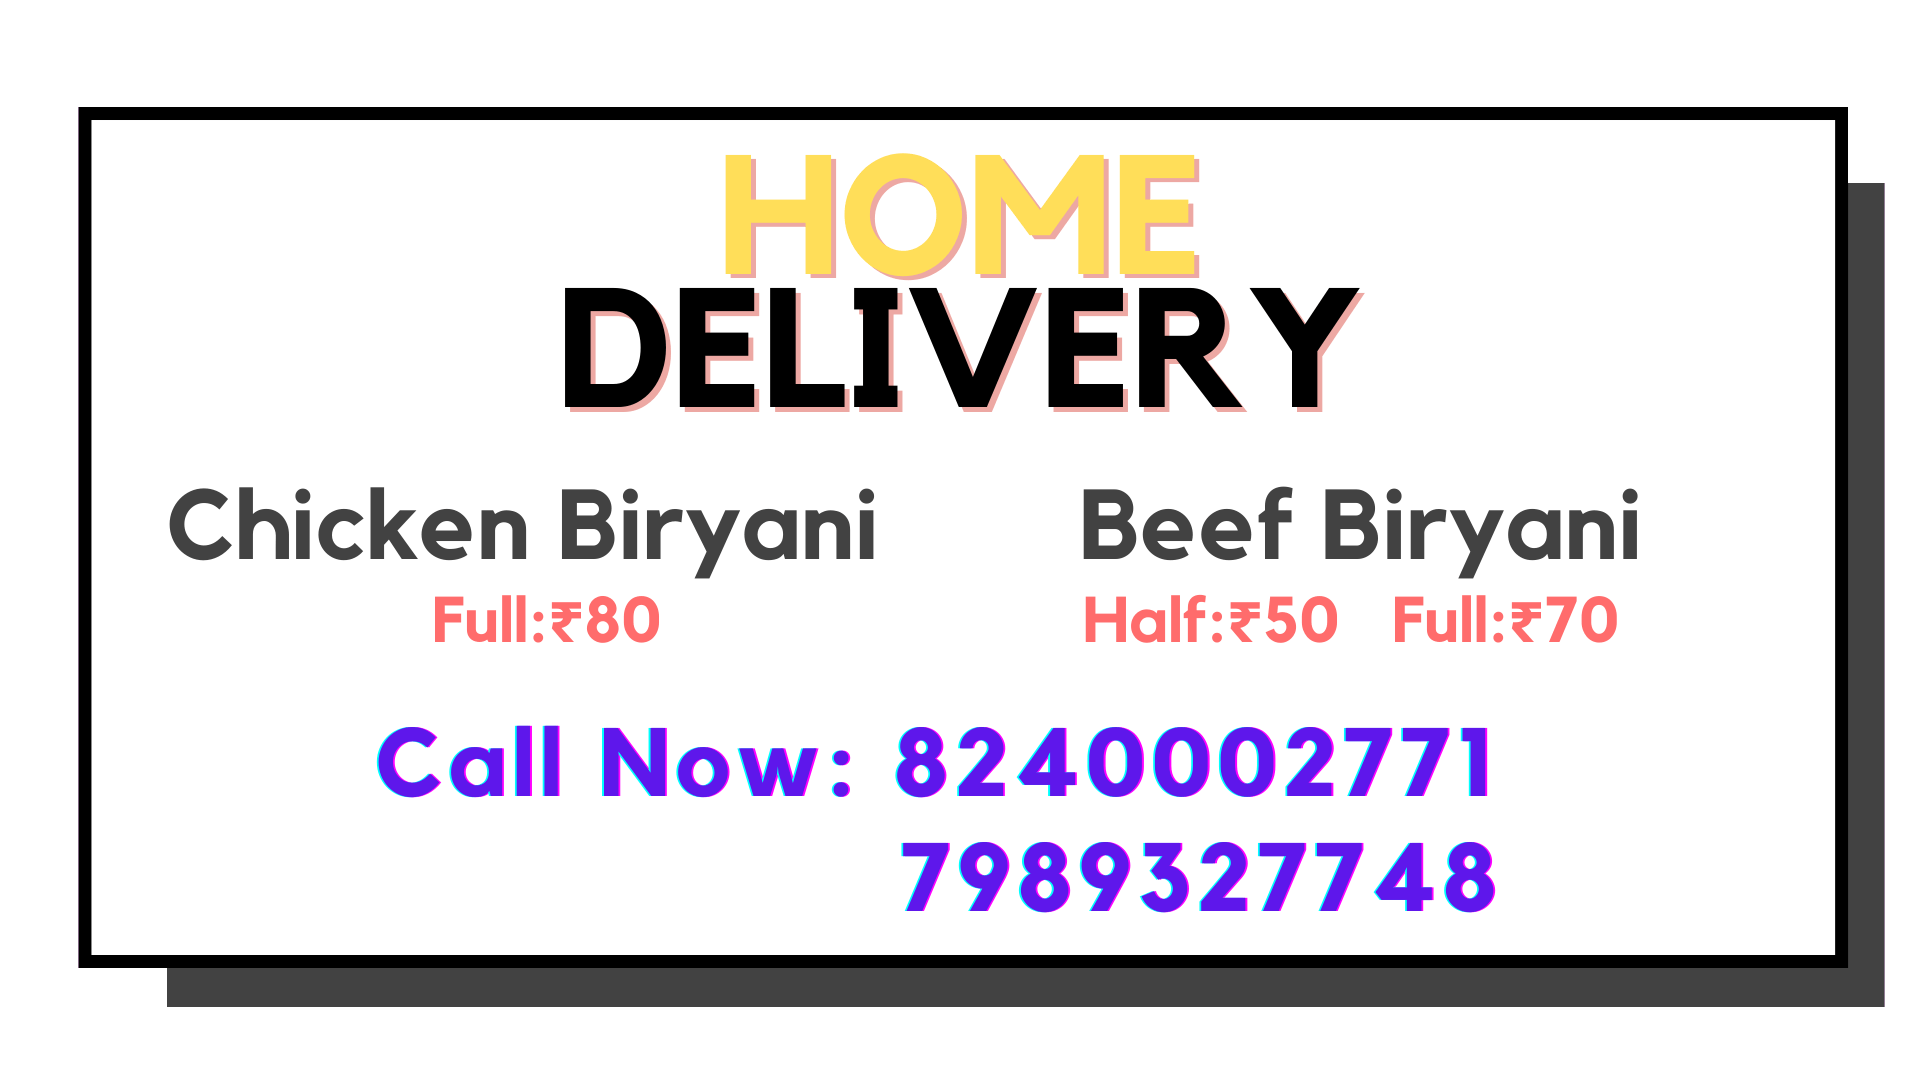 HOME
DELIVERY
Chicken Biryani Beef Biryani
Full:₹80 Half:₹50 Full:₹70
Call Now: 8240002771
7989327748